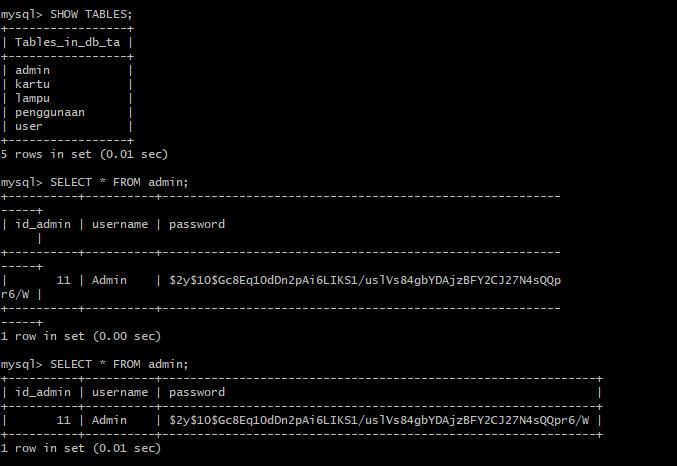 mysql> SHOW TABLES;
+-----------------+
| Tables_in_db_ta |
+-----------------+
| admin           |
| kartu           |
| lampu           |
| penggunaan      |
| user            |
+-----------------+
5 rows in set (0.01 sec)

mysql> SELECT * FROM admin;
+----------+----------+---------------------------------------------------------
-----+
| id_admin | username | password
     |
+----------+----------+---------------------------------------------------------
-----+
|       11 | Admin    | $2y$10$Gc8Eq10dDn2pAi6LIKS1/uslVs84gbYDAjzBFY2CJ27N4sQQp
r6/W |
+----------+----------+---------------------------------------------------------
-----+
1 row in set (0.00 sec)

mysql> SELECT * FROM admin;
+----------+----------+--------------------------------------------------------------+
| id_admin | username | password                                                     |
+----------+----------+--------------------------------------------------------------+
|       11 | Admin    | $2y$10$Gc8Eq10dDn2pAi6LIKS1/uslVs84gbYDAjzBFY2CJ27N4sQQpr6/W |
+----------+----------+--------------------------------------------------------------+
1 row in set (0.01 sec)